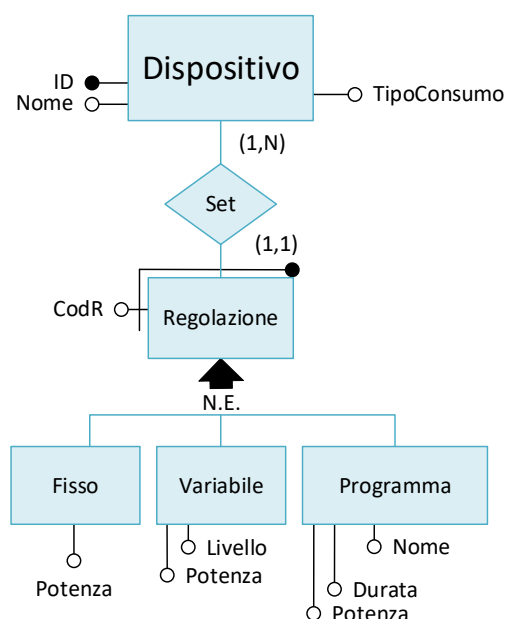 Dispositivo
ID
Nome
TipoConsumo
(1,N)
Set
(1,1)
CodR
Regolazione
N.E.
Fisso
Variabile
Programma
Livello
Nome
Potenza
Potenza
Durata
Potenza